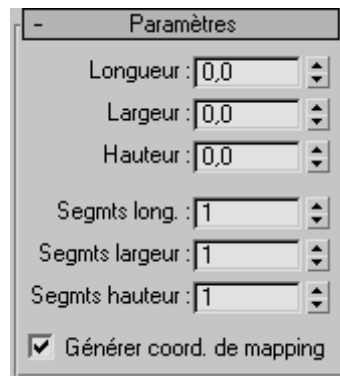 - Paramètres
Longueur : 0,0
Largeur : 0,0
Hauteur : 0,0
Segmts long. : 1
Segmts largeur : 1
Segmts hauteur : 1
Générer coord. de mapping